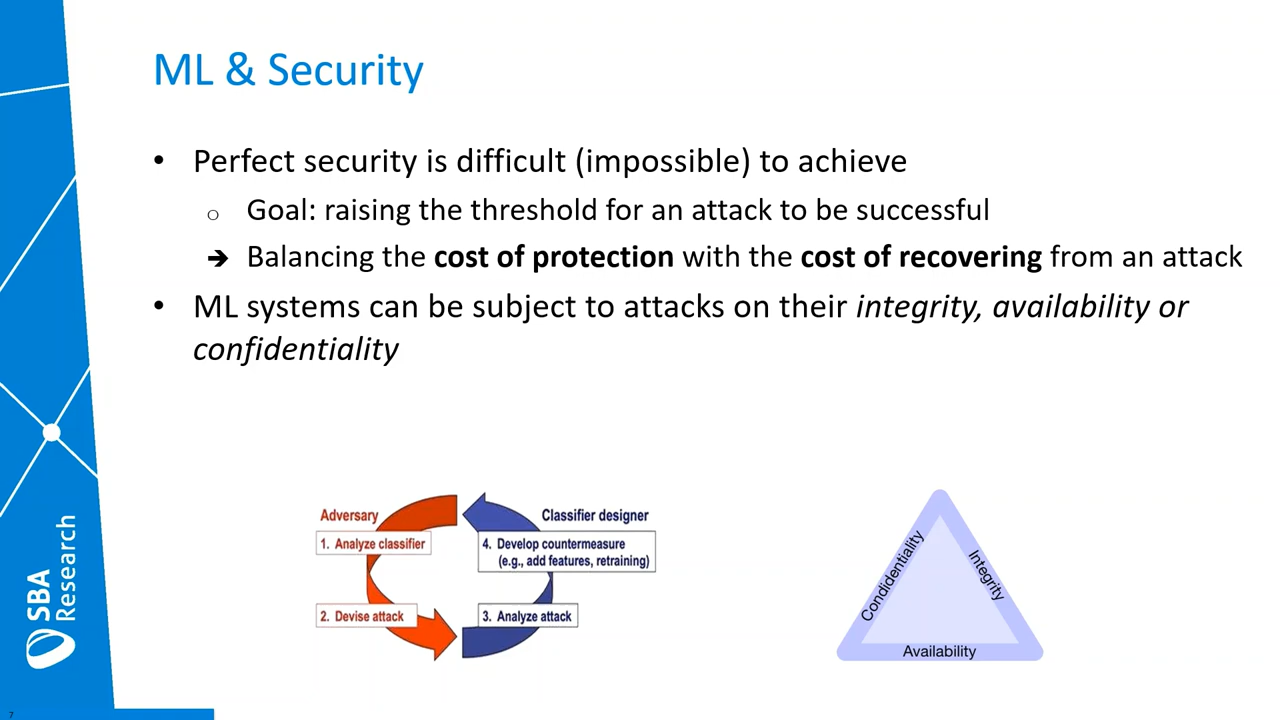 ML & Security
• Perfect security is difficult (impossible) to achieve
○ Goal: raising the threshold for an attack to be successful
➔ Balancing the cost of protection with the cost of recovering from an attack
• ML systems can be subject to attacks on their integrity, availability or
confidentiality
Adversary
1. Analyze classifier
2. Devise attack
Classifier designer
4. Develop countermeasure
(e.g., add features, retraining)
3. Analyze attack
Condidentiality
Integrity
Availability
SBA
Research
7